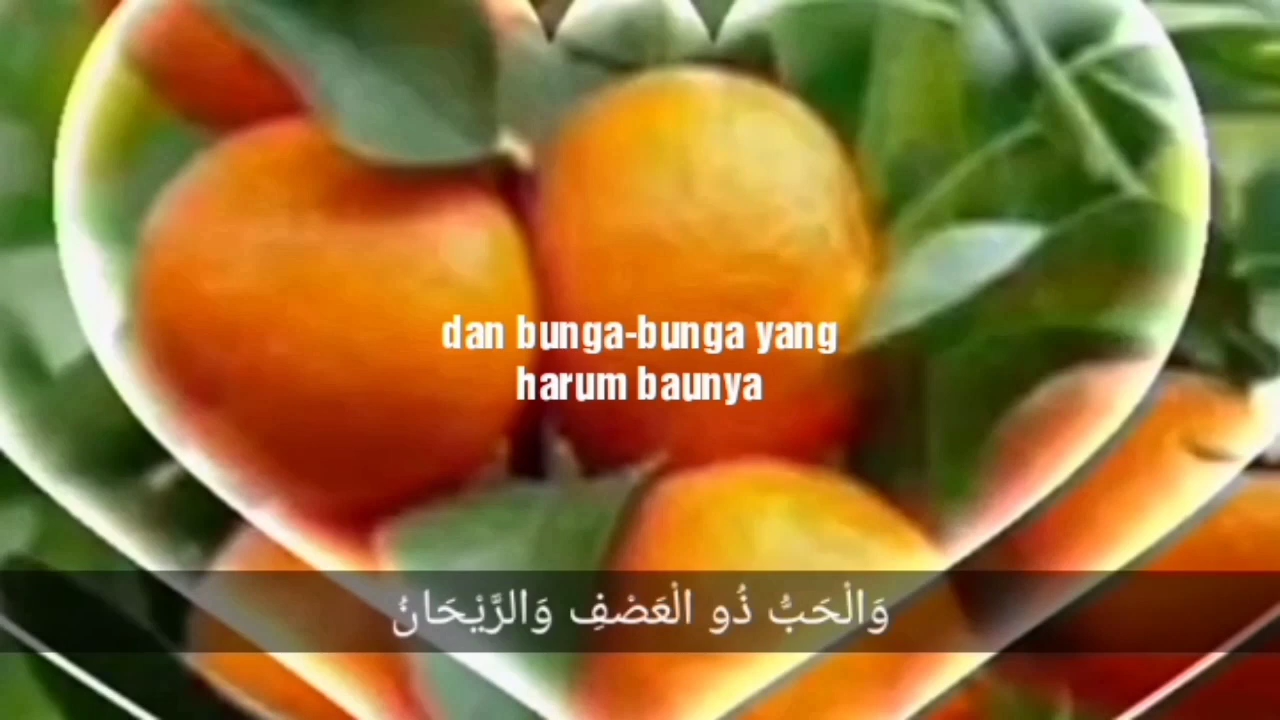 dan bunga-bunga yang
harum baunya
وَالْحَبُّ ذُو الْعَصْفِ وَالرَّيْحَانُ